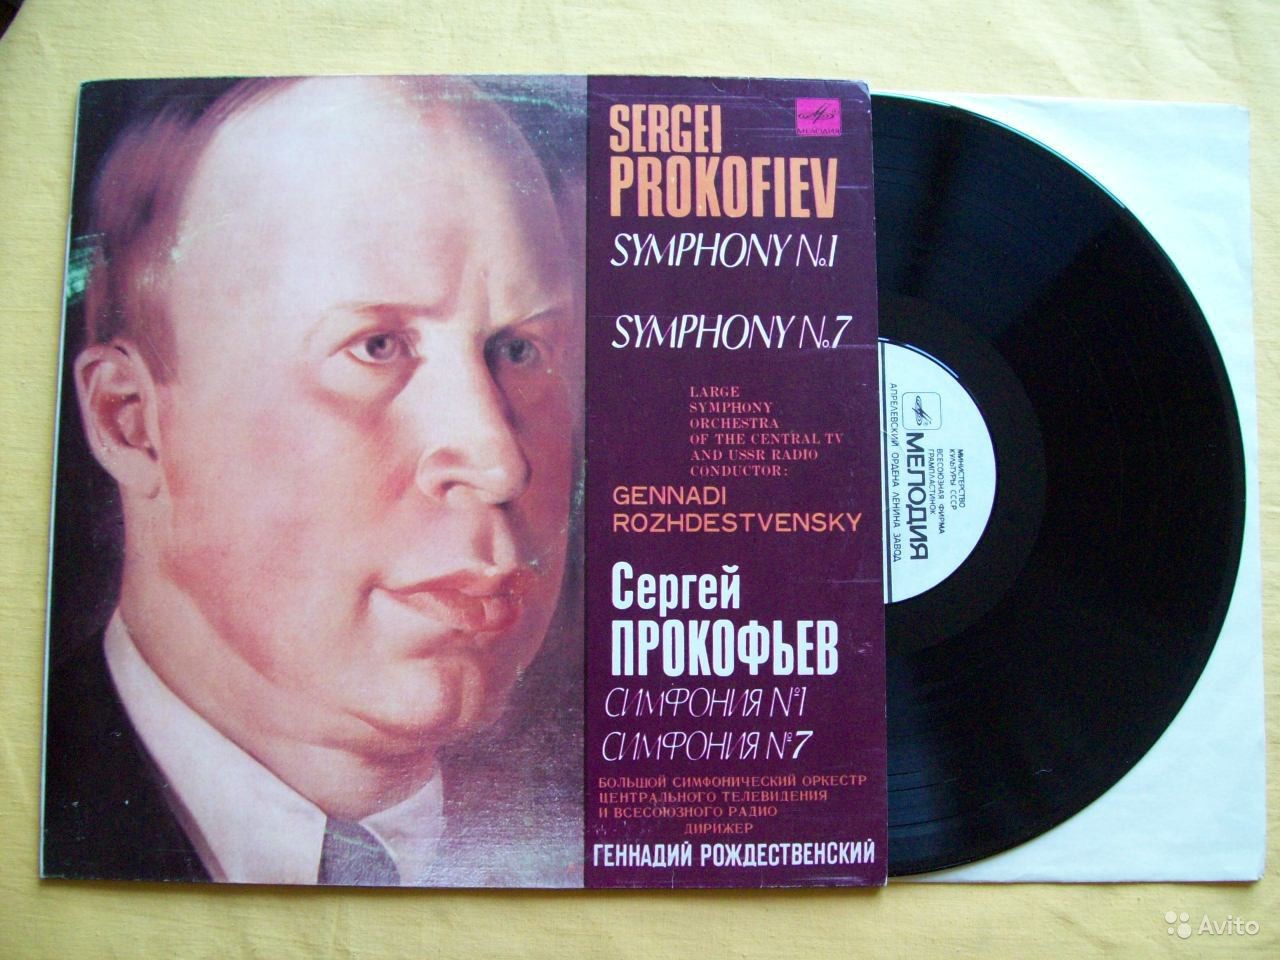 SERGEI
PROKOFIEV
SYMPHONY No.1
SYMPHONY No.7
LARGE
SYMPHONY
ORCHESTRA
OF THE CENTRAL TV
AND USSR RADIO
CONDUCTOR:
GENNADI
ROZHDESTVENSKY
Сергей
ПРОКОФЬЕВ
СИМФОНИЯ №1
СИМФОНИЯ №7
БОЛЬШОЙ СИМФОНИЧЕСКИЙ ОРКЕСТР
ЦЕНТРАЛЬНОГО ТЕЛЕВИДЕНИЯ
И ВСЕСОЮЗНОГО РАДИО
ДИРИЖЕР
ГЕННАДИЙ РОЖДЕСТВЕНСКИЙ
МЕЛОДИЯ
МИНИСТЕРСТВО
КУЛЬТУРЫ СССР
ВСЕСОЮЗНАЯ ФИРМА
ГРАМПЛАСТИНОК
МЕЛОДИЯ
АПРЕЛЕВСКИЙ ОРДЕНА ЛЕНИНА ЗАВОД
Avito